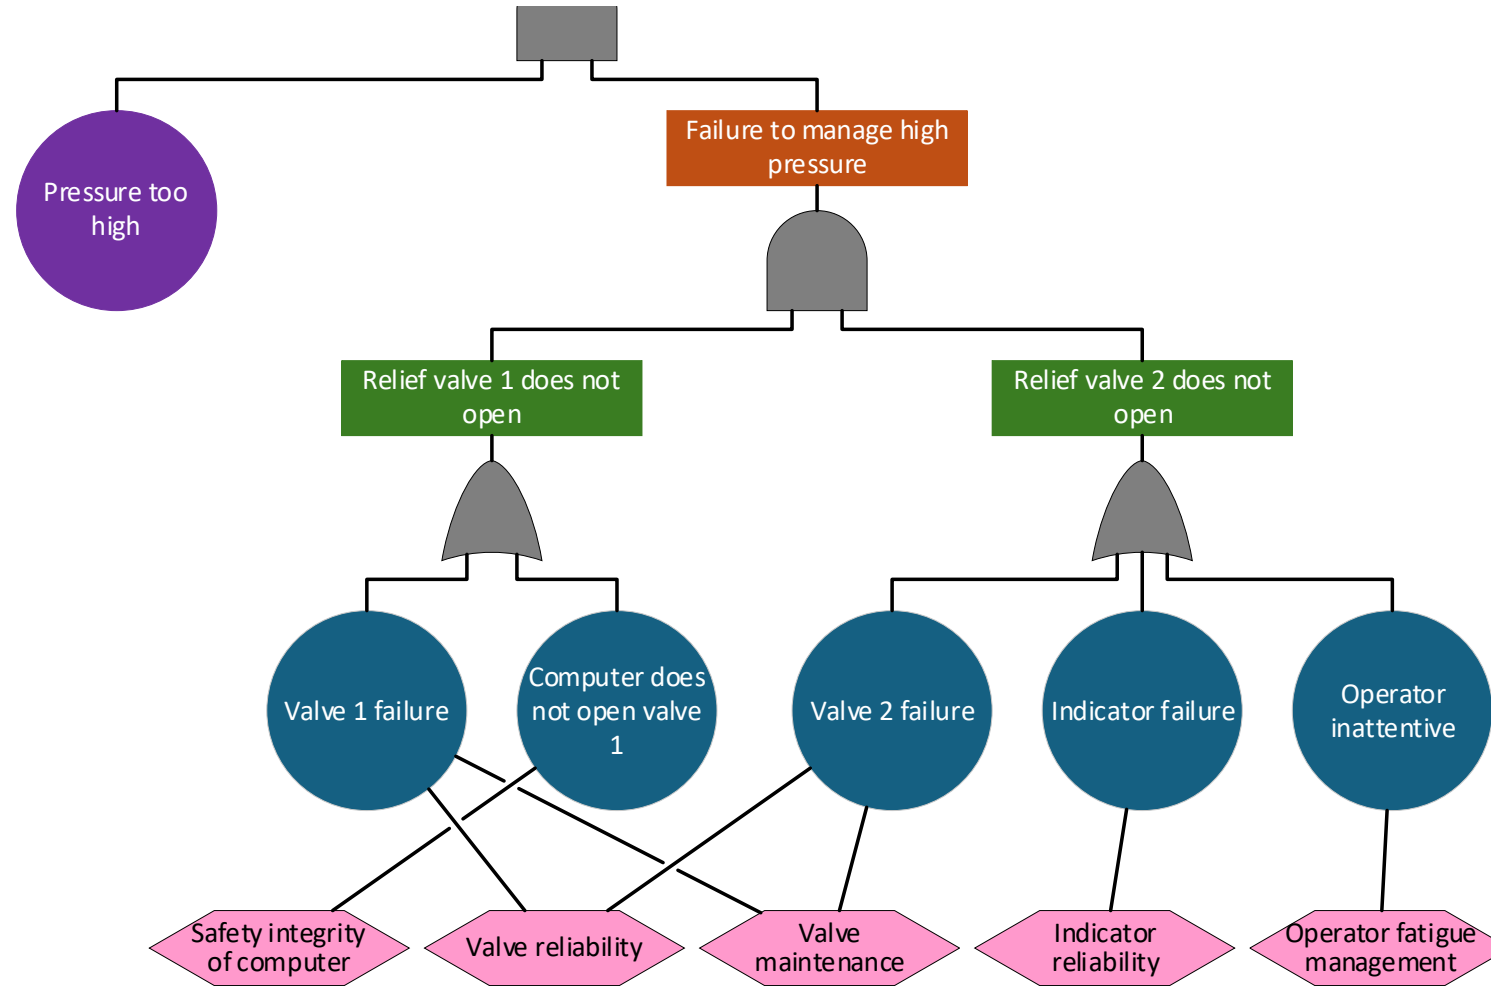 Failure to manage high
pressure
Pressure too
high
Relief valve 1 does not
open
Relief valve 2 does not
open
Valve 1 failure
Computer does
not open valve
1
Valve 2 failure
Indicator failure
Operator
inattentive
Safety integrity
of computer
Valve reliability
Valve
maintenance
Indicator
reliability
Operator fatigue
management